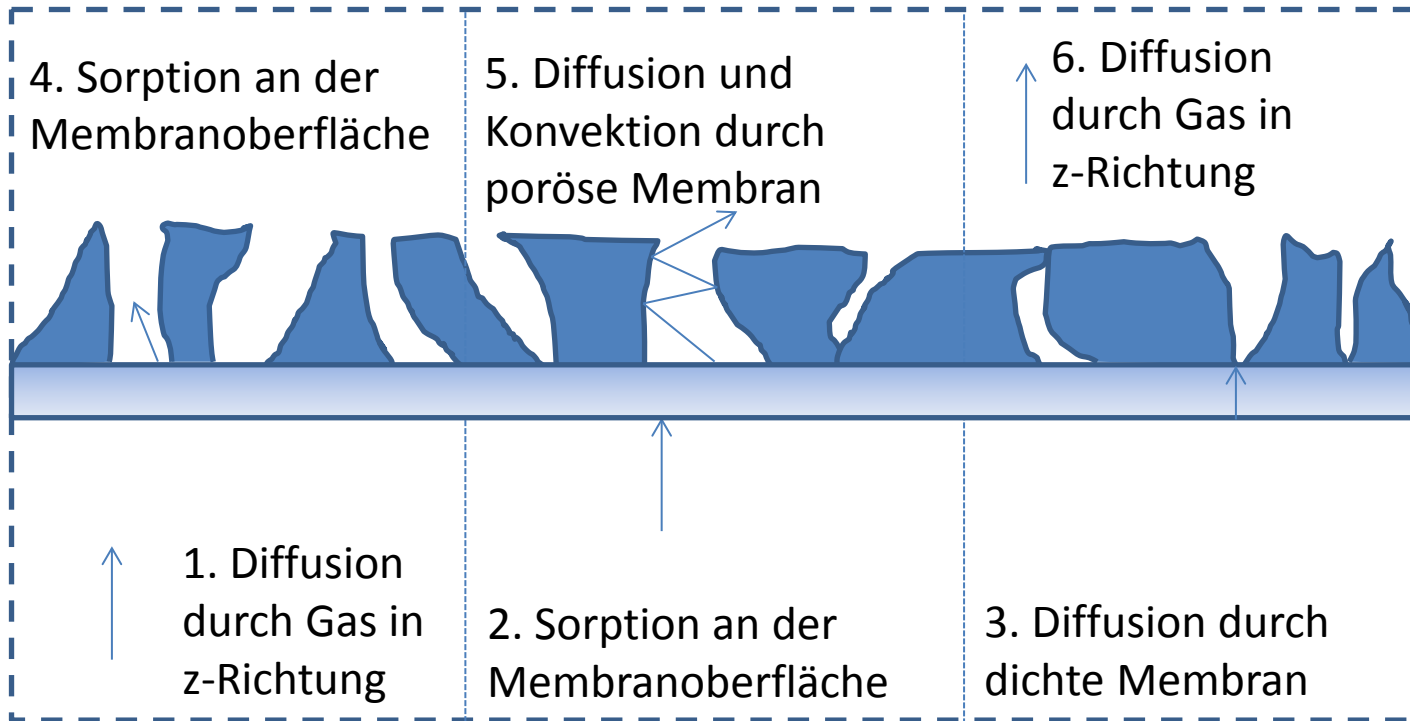 4. Sorption an der
Membranoberfläche
5. Diffusion und
Konvektion durch
poröse Membran
6. Diffusion
durch Gas in
z-Richtung
1. Diffusion
durch Gas in
z-Richtung
2. Sorption an der
Membranoberfläche
3. Diffusion durch
dichte Membran